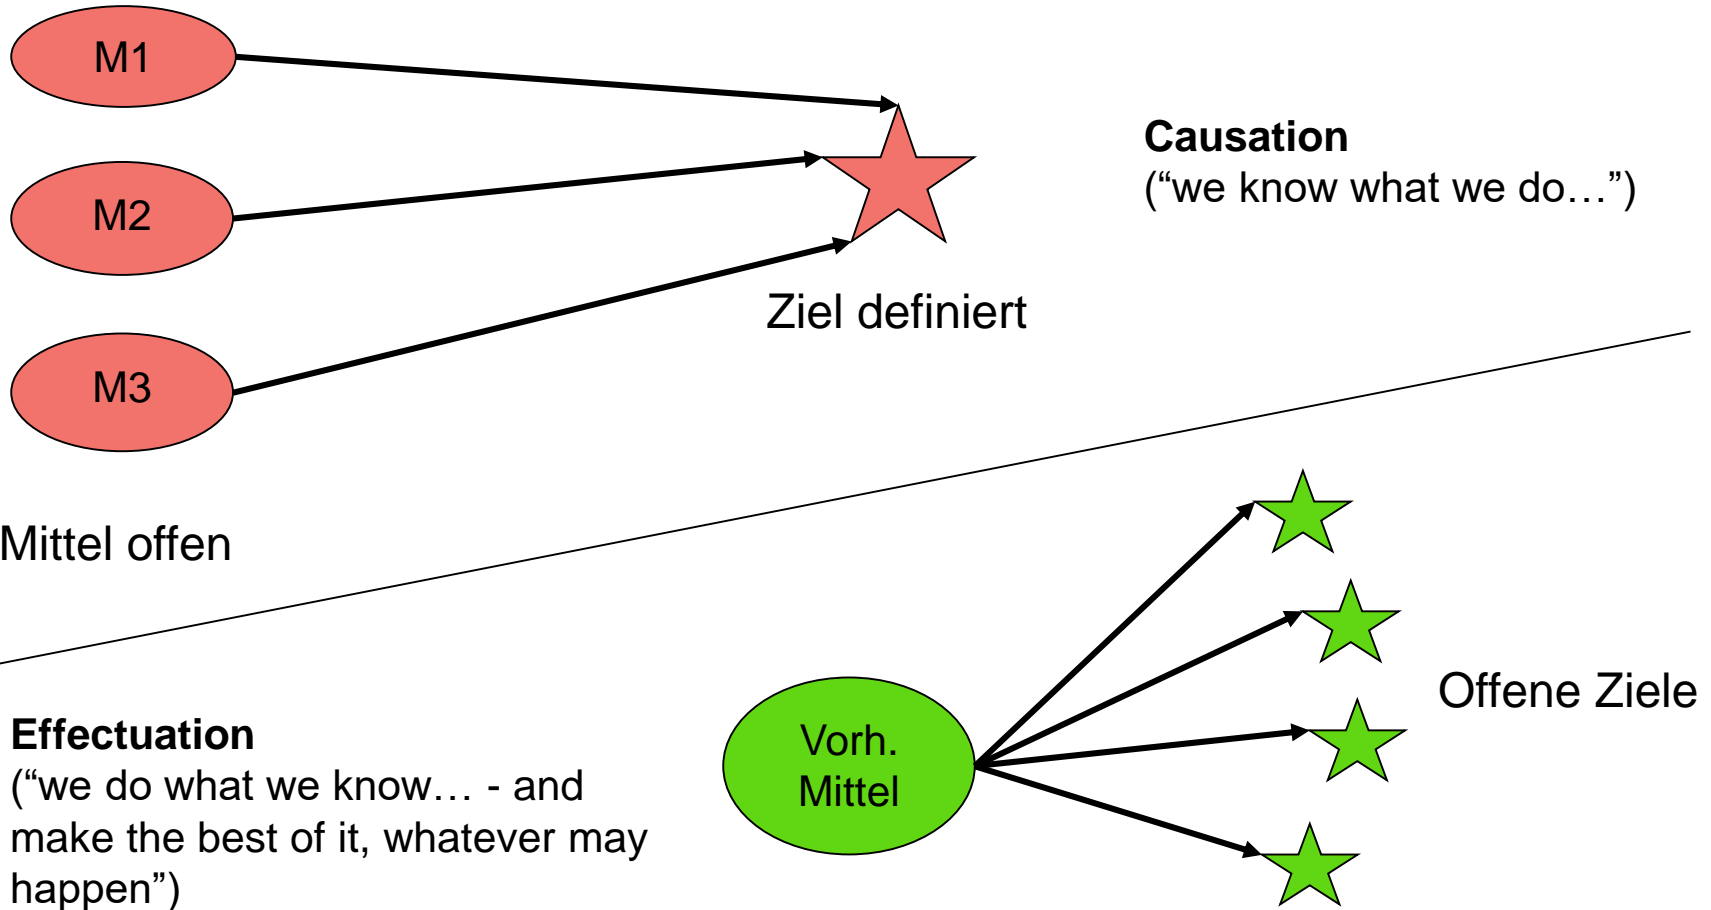 M1
M2
M3
Causation
(“we know what we do…”)
Ziel definiert
Mittel offen
Effectuation
(“we do what we know… - and
make the best of it, whatever may
happen”)
Vorh.
Mittel
Offene Ziele